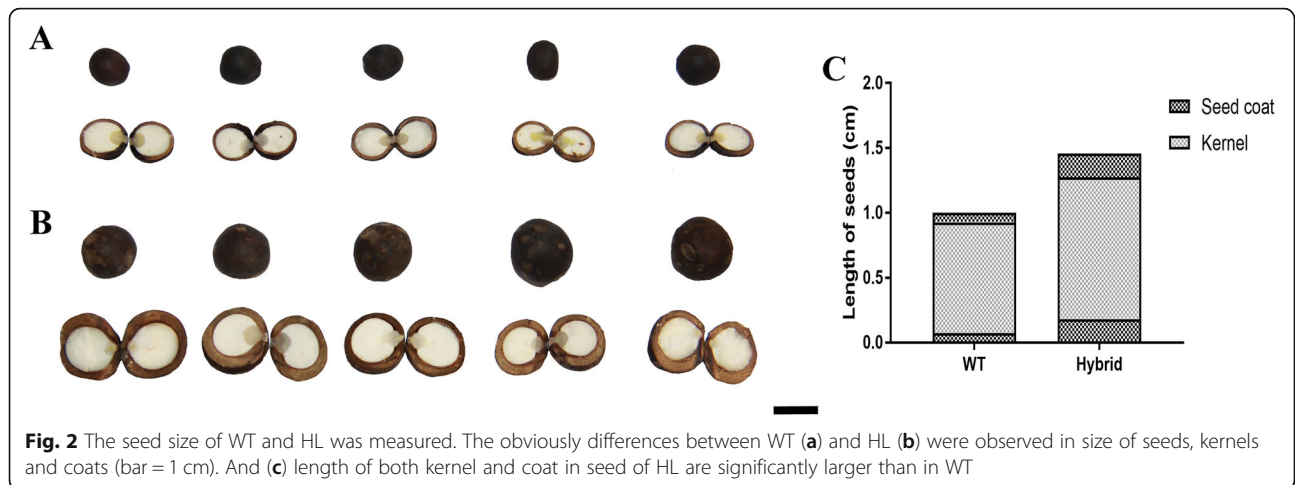 A
B
C
Length of seeds (cm)
2.0
1.5
1.0
0.5
0.0
WT
Hybrid
Seed coat
Kernel
Fig. 2 The seed size of WT and HL was measured. The obviously differences between WT (a) and HL (b) were observed in size of seeds, kernels
and coats (bar = 1 cm). And (c) length of both kernel and coat in seed of HL are significantly larger than in WT